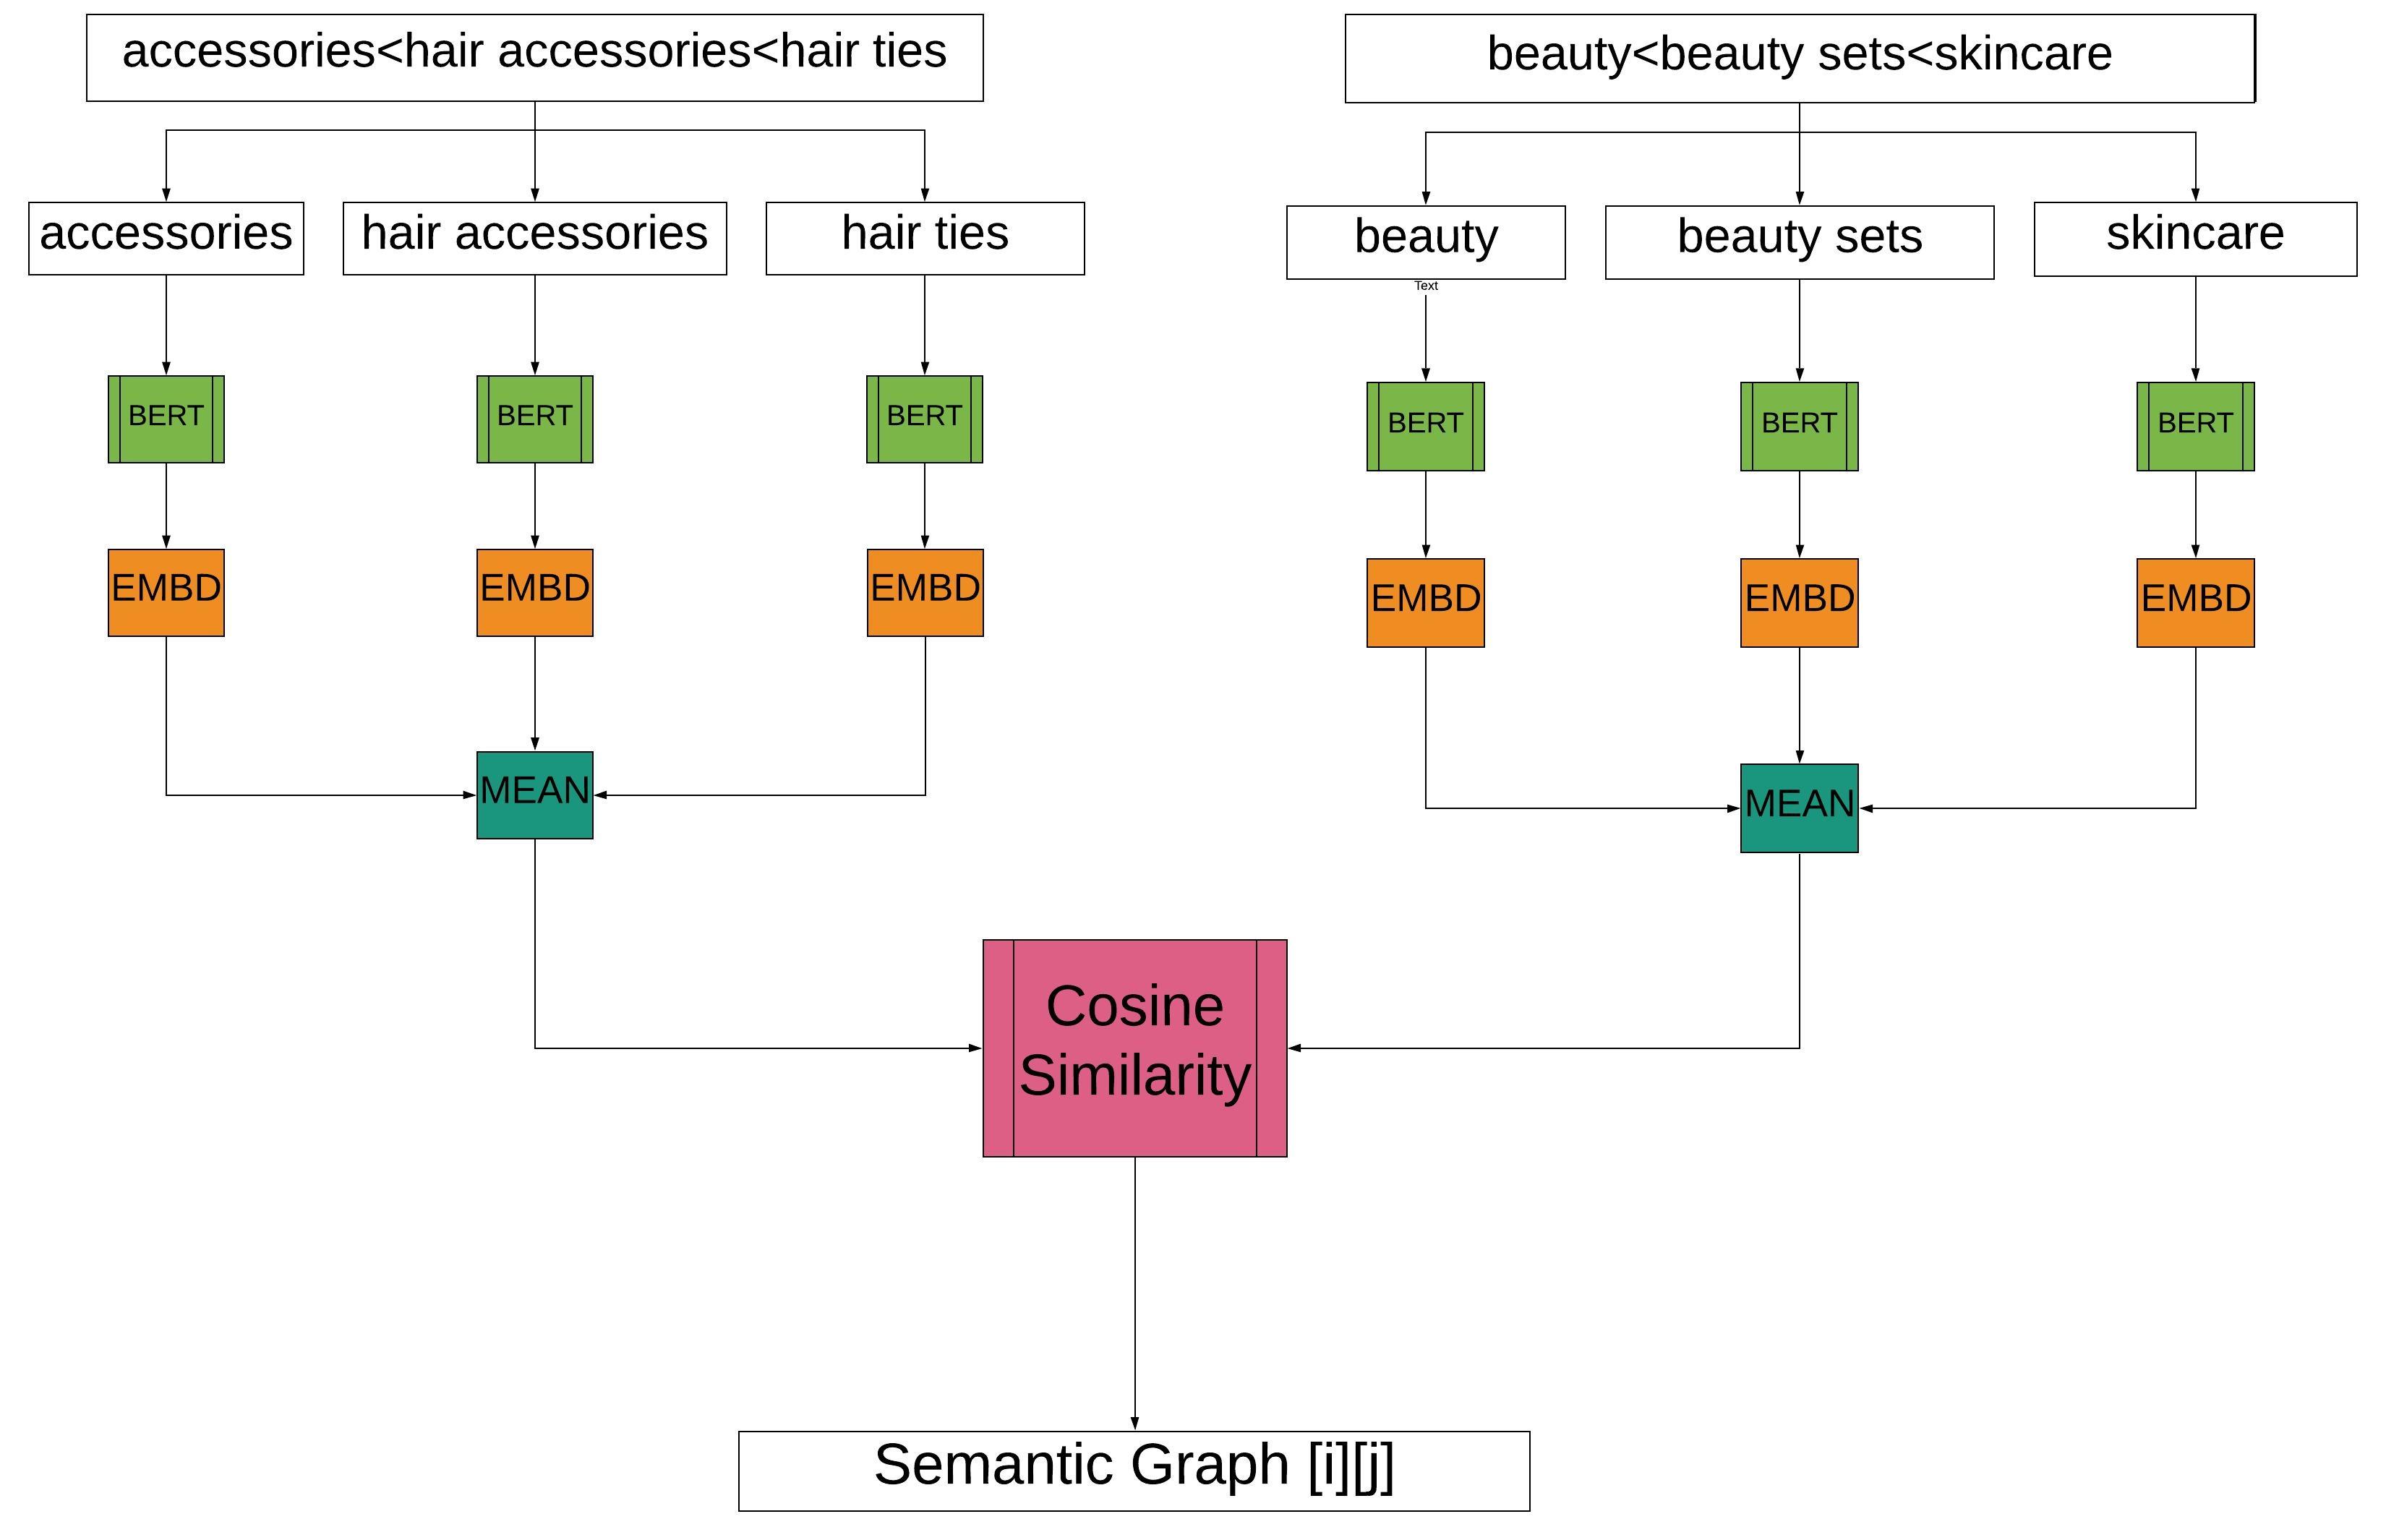 accessories<hair accessories<hair ties
beauty<beauty sets<skincare
accessories
hair accessories
hair ties
beauty
beauty sets
skincare
Text
BERT
BERT
BERT
BERT
BERT
BERT
EMBD
EMBD
EMBD
EMBD
EMBD
EMBD
MEAN
MEAN
Cosine
Similarity
Semantic Graph [i][j]